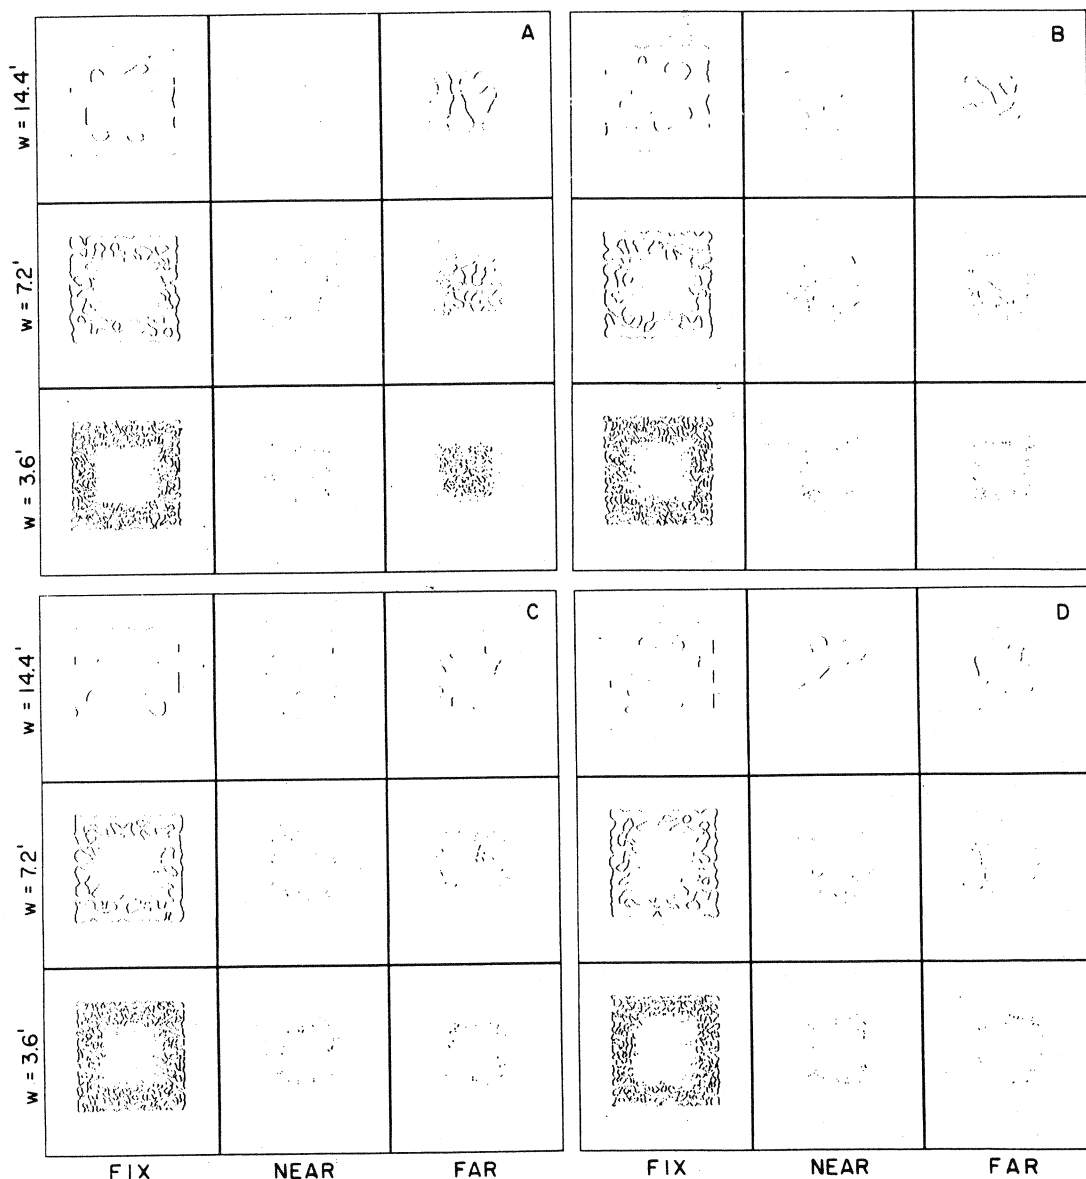 A
B
w = 14.4'
w = 7.2'
w = 3.6'
C
D
w = 14.4'
w = 7.2'
w = 3.6'
FIX NEAR FAR FIX NEAR FAR